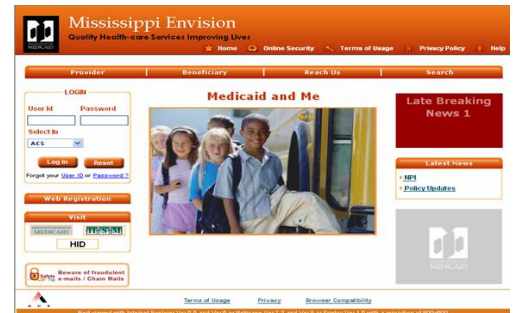 Mississippi Envision
Quality Health-care Services Improving Lives
MEDICAID
Home Online Security Terms of Usage Privacy Policy Help
Provider Beneficiary Reach Us Search
LOGIN
User Id Password
Select In
ACS
Log In Reset
Forgot your User ID or Password ?
Web Registration
Visit
MEDICAID
HID
Safety Tip Beware of fraudulent
e-mails / Chain Mails
Medicaid and Me
Late Breaking
News 1
Latest News
NPI
Policy Updates
A C S
Terms of Usage Privacy Browser Compatibility